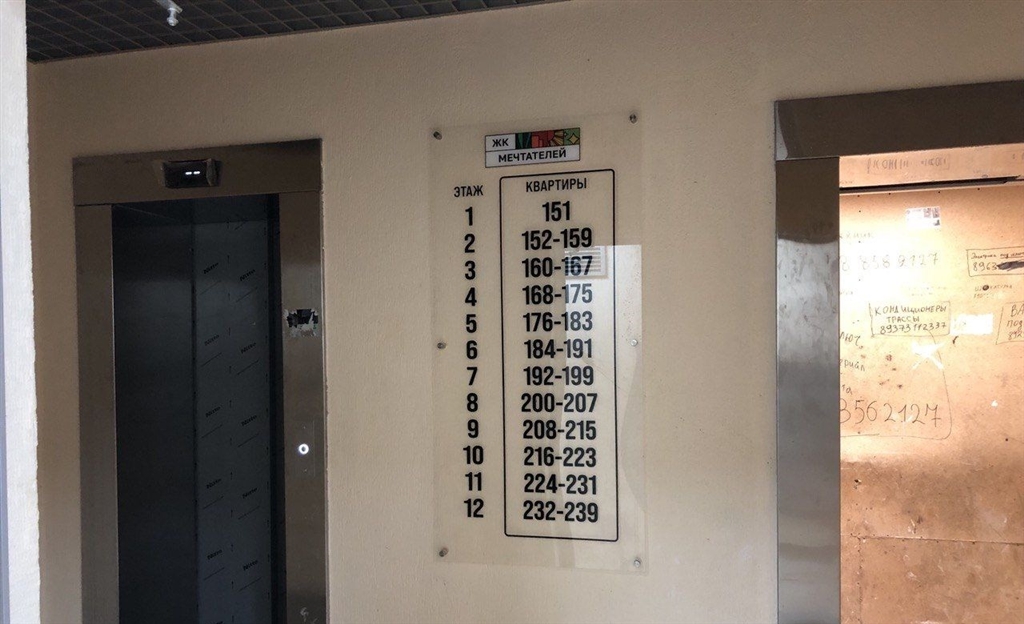 ЖК
МЕЧТАТЕЛЕЙ
ЭТАЖ КВАРТИРЫ
1 151
2 152-159
3 160-167
4 168-175
5 176-183
6 184-191
7 192-199
8 200-207
9 208-215
10 216-223
11 224-231
12 232-239
КОНДИЦИОНЕРЫ
ТРАССЫ
89373112337
3562127